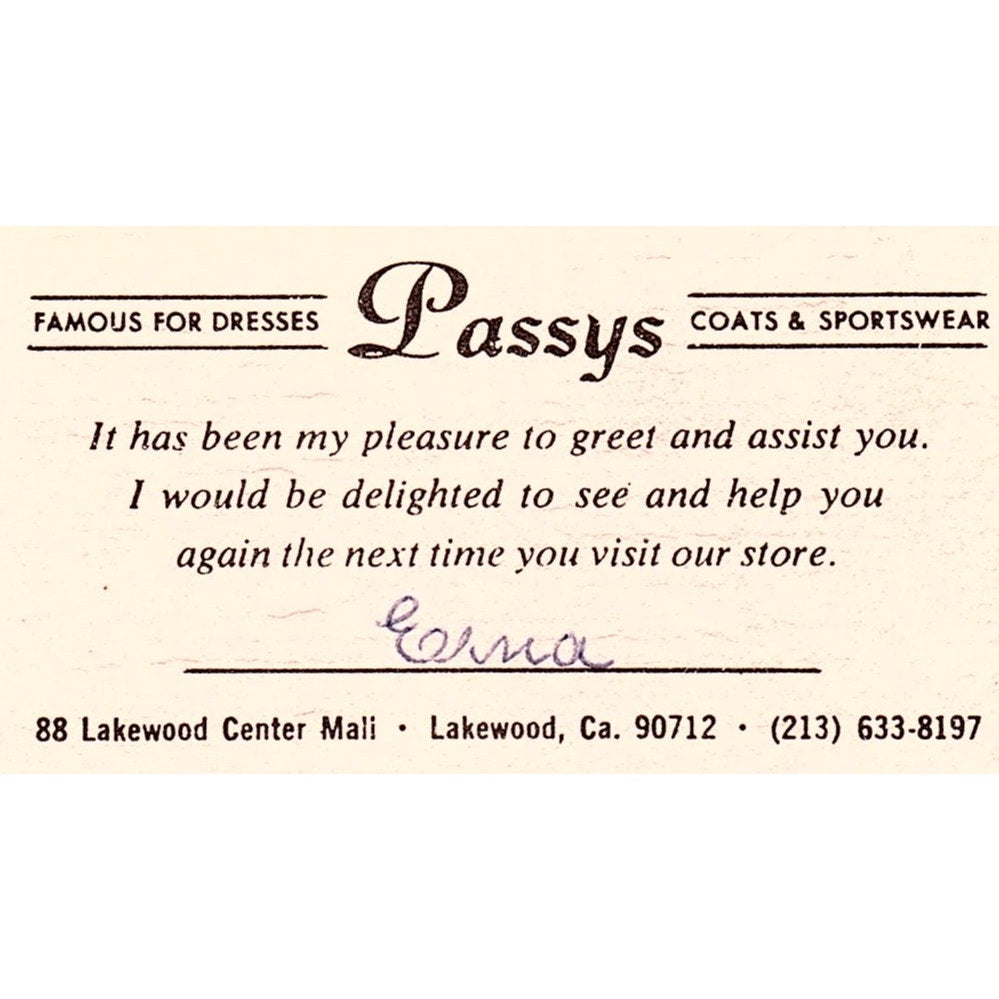 FAMOUS FOR DRESSES Passys COATS & SPORTSWEAR
It has been my pleasure to greet and assist you.
I would be delighted to see and help you
again the next time you visit our store.
Erna
88 Lakewood Center Mall • Lakewood, Ca. 90712 • (213) 633-8197